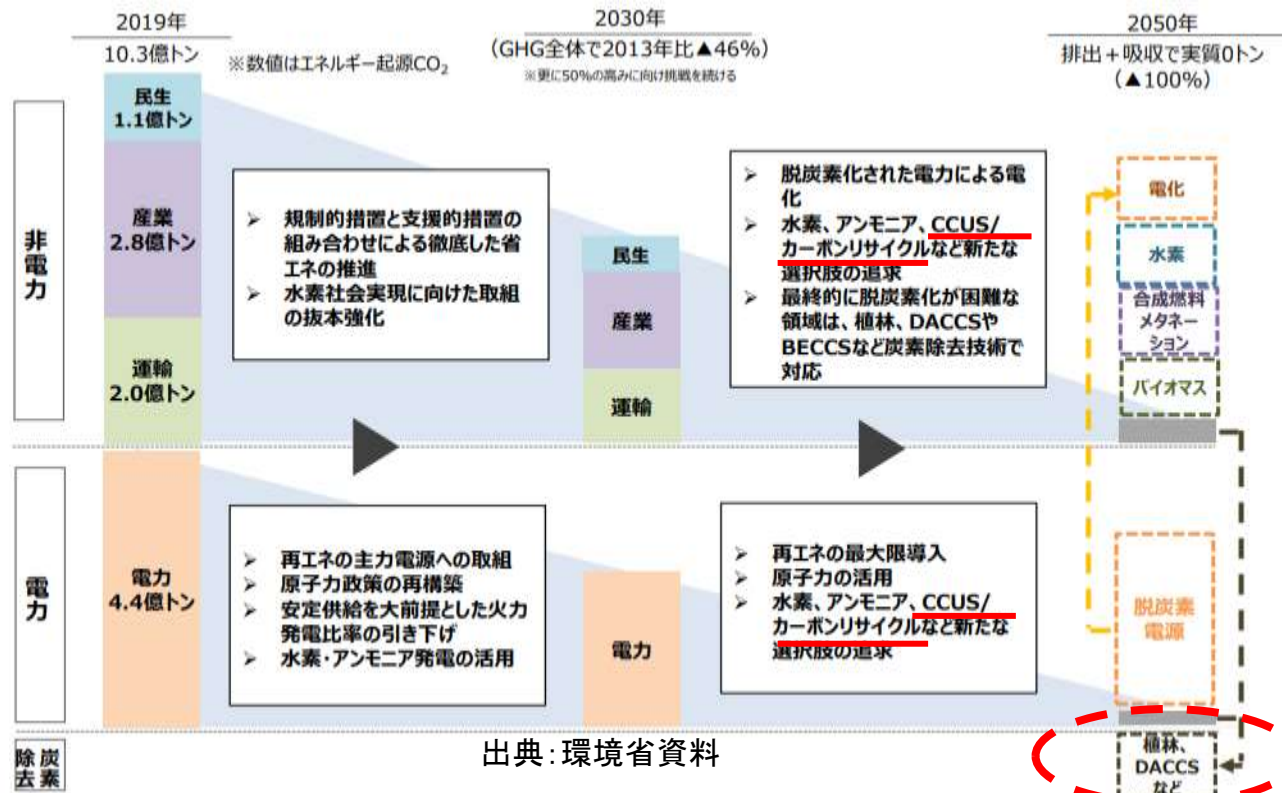 2019年
10.3億トン
※数値はエネルギー起源CO₂
2030年
(GHG全体で2013年比▲46%)
※更に50%の高みに向け挑戦を続ける
2050年
排出+吸収で実質0トン
(▲100%)
非電力
民生
1.1億トン
産業
2.8億トン
運輸
2.0億トン
➢ 規制的措置と支援的措置の
組み合わせによる徹底した省
エネの推進
➢ 水素社会実現に向けた取組
の抜本強化
民生
産業
運輸
➢ 脱炭素化された電力による電
化
➢ 水素、アンモニア、CCUS/
カーボンリサイクルなど新たな
選択肢の追求
➢ 最終的に脱炭素化が困難な
領域は、植林、DACCSや
BECCSなど炭素除去技術で
対応
電化
水素
合成燃料
メタネー
ション
バイオマス
電力
電力
4.4億トン
➢ 再エネの主力電源への取組
➢ 原子力政策の再構築
➢ 安定供給を大前提とした火力
発電比率の引き下げ
➢ 水素・アンモニア発電の活用
電力
➢ 再エネの最大限導入
➢ 原子力の活用
➢ 水素、アンモニア、CCUS/
カーボンリサイクルなど新たな
選択肢の追求
脱炭素
電源
炭素除去
出典:環境省資料
植林、
DACCS
など